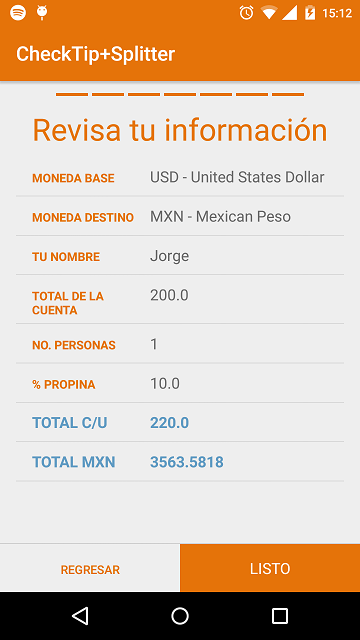 15:12
CheckTip+Splitter
Revisa tu información
MONEDA BASE USD - United States Dollar
MONEDA DESTINO MXN - Mexican Peso
TU NOMBRE Jorge
TOTAL DE LA 200.0
CUENTA
NO. PERSONAS 1
% PROPINA 10.0
TOTAL C/U 220.0
TOTAL MXN 3563.5818
REGRESAR LISTO